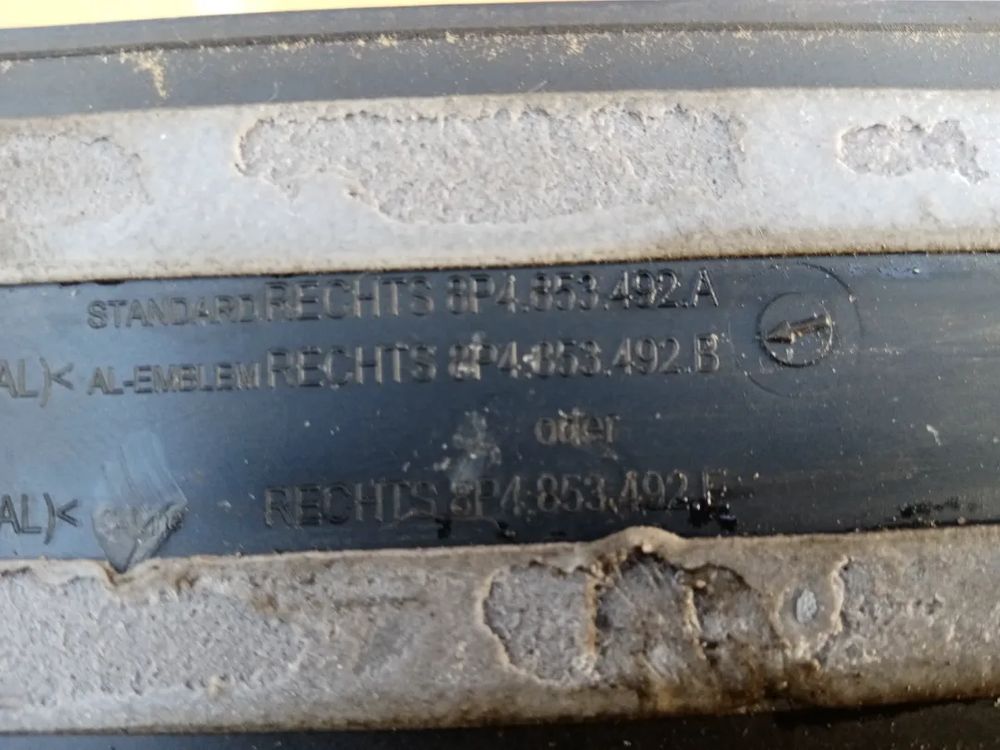 STANDARD RECHTS 8P4.853.492.A
AL)< AL-EMBLEM RECHTS 8P4.853.492.B
oder
AL)< RECHTS 8P4.853.492.E